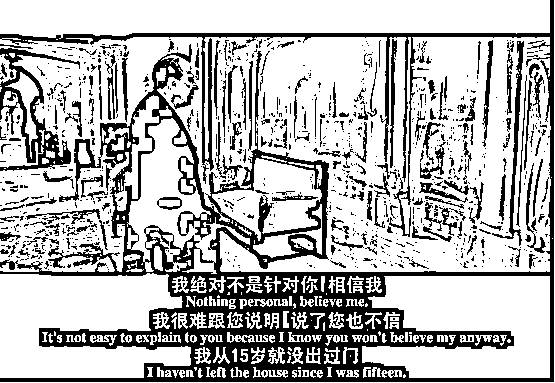 我绝对不是针对你 相信我
Nothing personal, believe me.
我很难跟您说明 说了您也不信
It's not easy to explain to you because I know you won't believe my anyway.
我从15岁就没出过门
I haven't left the house since I was fifteen.